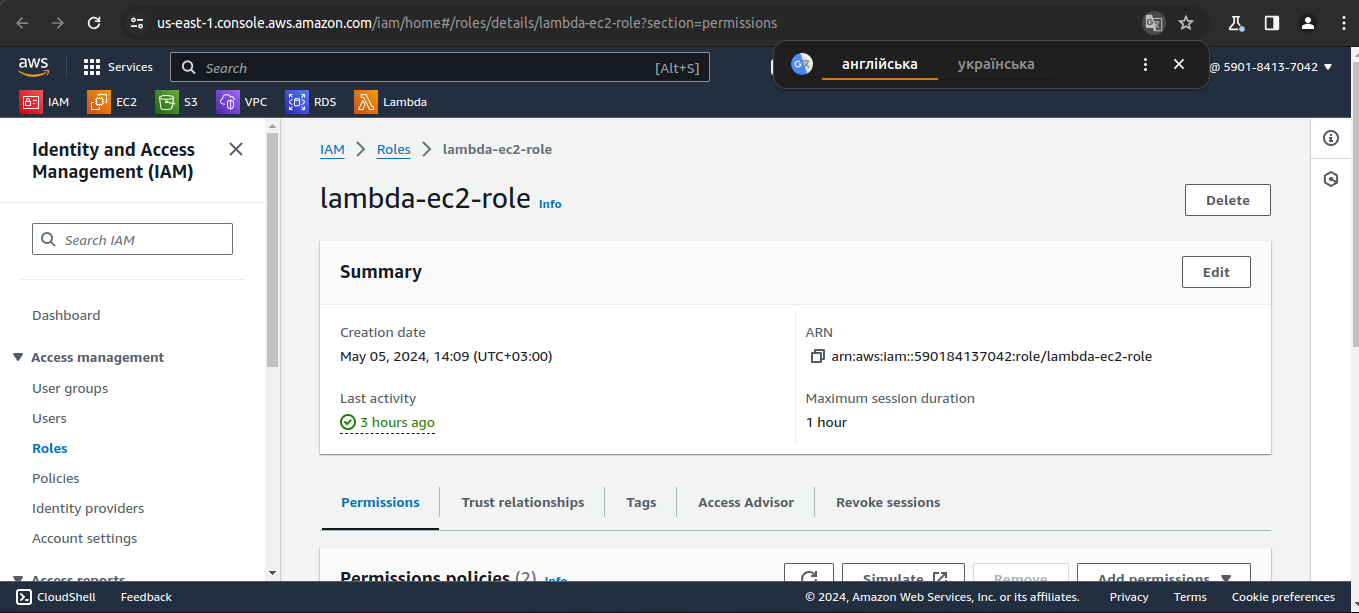 us-east-1.console.aws.amazon.com/iam/home#/roles/details/lambda-ec2-role?section=permissions
aws
Services
Search [Alt+S]
англійська українська
@ 5901-8413-7042
IAM EC2 S3 VPC RDS Lambda
Identity and Access Management (IAM)
Search IAM
Dashboard
Access management
User groups
Users
Roles
Policies
Identity providers
Account settings
Access reports
IAM Roles lambda-ec2-role
lambda-ec2-role Info
Delete
Summary
Edit
Creation date
May 05, 2024, 14:09 (UTC+03:00)
ARN
arn:aws:iam::590184137042:role/lambda-ec2-role
Last activity
3 hours ago
Maximum session duration
1 hour
Permissions Trust relationships Tags Access Advisor Revoke sessions
Permissions policies (2) Info
Simulate Remove Add permissions
CloudShell Feedback © 2024, Amazon Web Services, Inc. or its affiliates. Privacy Terms Cookie preferences